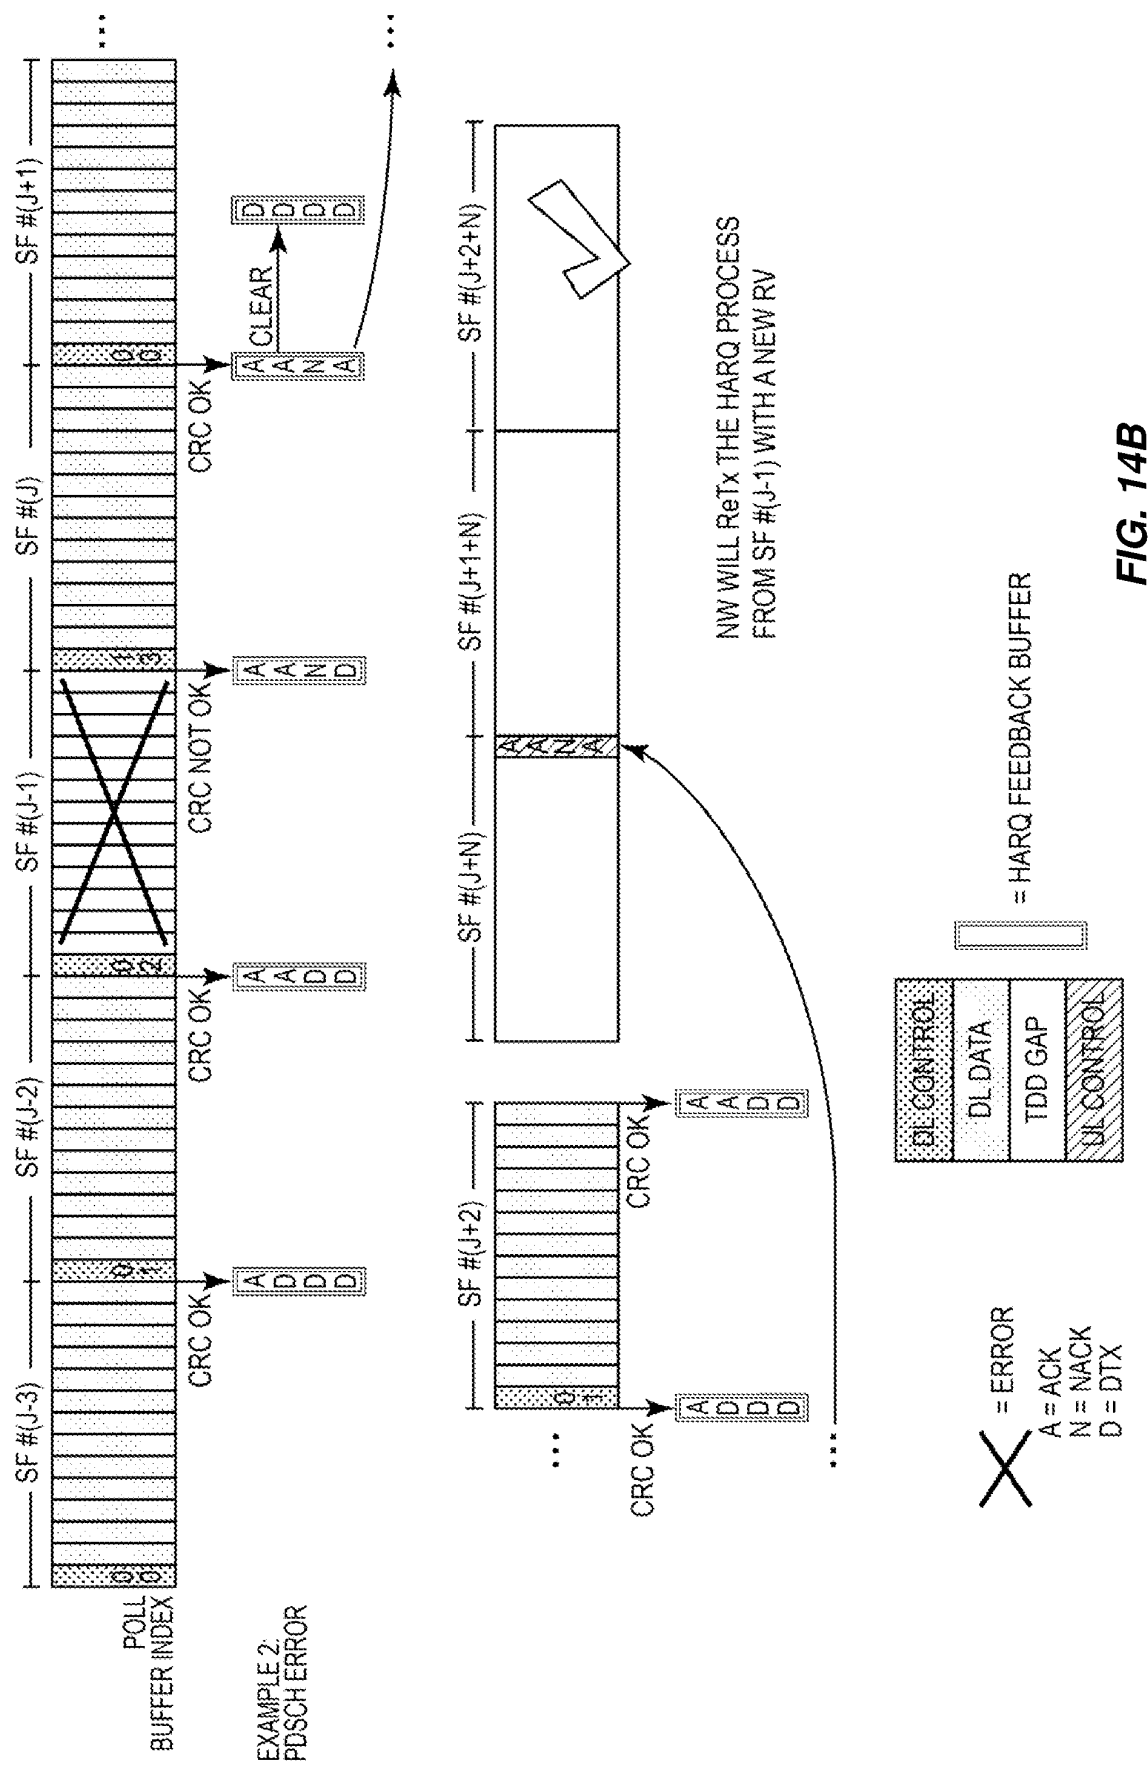 SF #(J-3)
SF #(J-2)
SF #(J-1)
SF #(J)
SF #(J+1)
POLL
0 0 0 1 0
BUFFER INDEX
0 1 2 3 0
CRC OK
CRC OK
CRC NOT OK
CRC OK
EXAMPLE 2:
PDSCH ERROR
A
D
D
D
A
A
D
D
A
A
N
D
A
A
N
A
CLEAR
D
D
D
D
SF #(J+2)
SF #(J+N)
SF #(J+1+N)
SF #(J+2+N)
0
1
A
A
N
A
CRC OK
CRC OK
A
D
D
D
A
A
D
D
NW WILL ReTx THE HARQ PROCESS
FROM SF #(J-1) WITH A NEW RV
= ERROR
A = ACK
N = NACK
D = DTX
DL CONTROL
DL DATA
TDD GAP
UL CONTROL
= HARQ FEEDBACK BUFFER
FIG. 14B